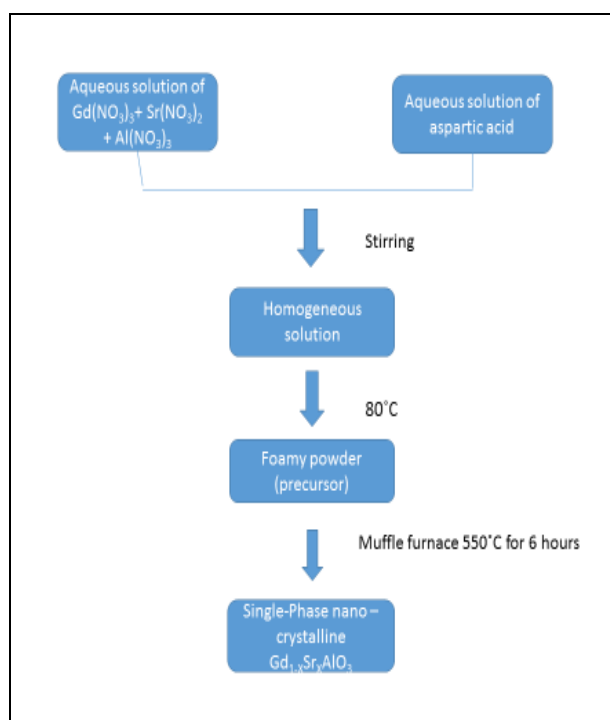 Aqueous solution of
Gd(NO₃)₃+ Sr(NO₃)₂
+ Al(NO₃)₃
Aqueous solution of
aspartic acid
Stirring
Homogeneous
solution
80˚C
Foamy powder
(precursor)
Muffle furnace 550˚C for 6 hours
Single-Phase nano –
crystalline
Gd₁₋ₓSrₓAlO₃